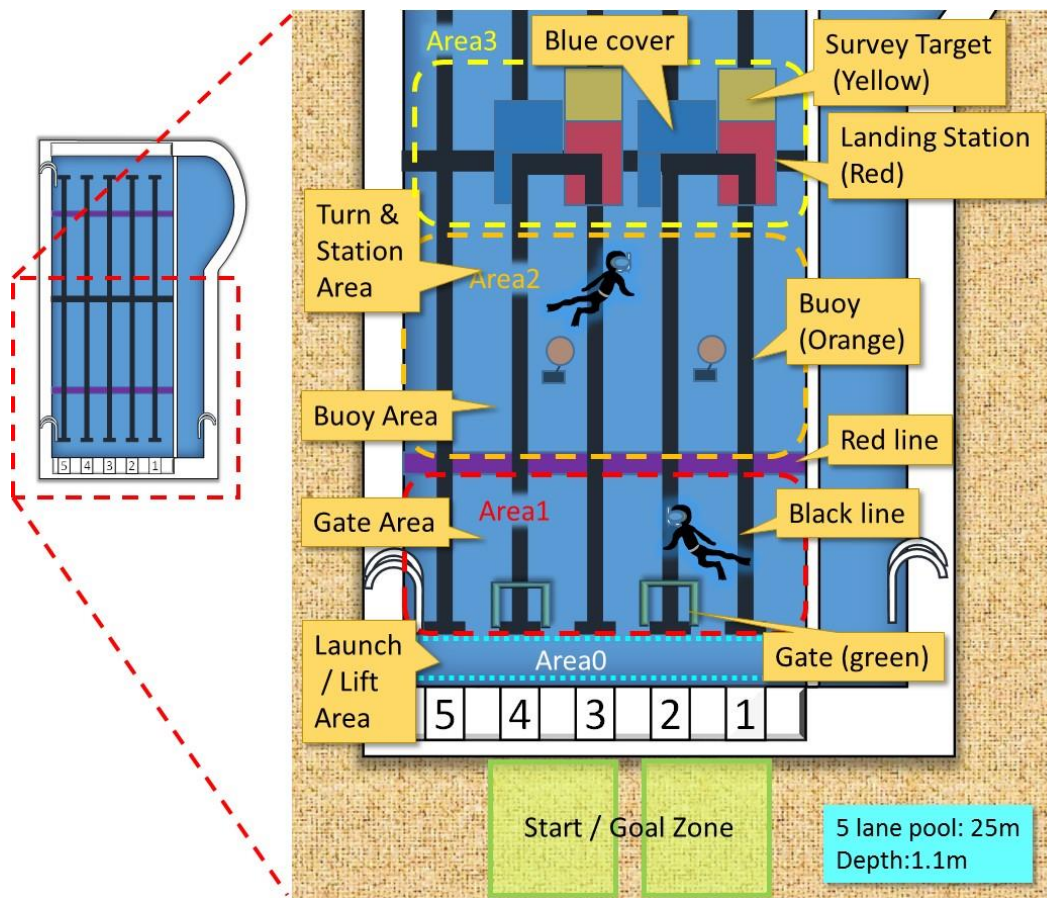 Area3
Blue cover
Survey Target
(Yellow)
Landing Station
(Red)
Turn &
Station
Area
Area2
Buoy
(Orange)
Buoy Area
Red line
Gate Area
Area1
Black line
Launch
/ Lift
Area
Area0
Gate (green)
5 4 3 2 1
5 4 3 2 1
Start / Goal Zone
5 lane pool: 25m
Depth:1.1m